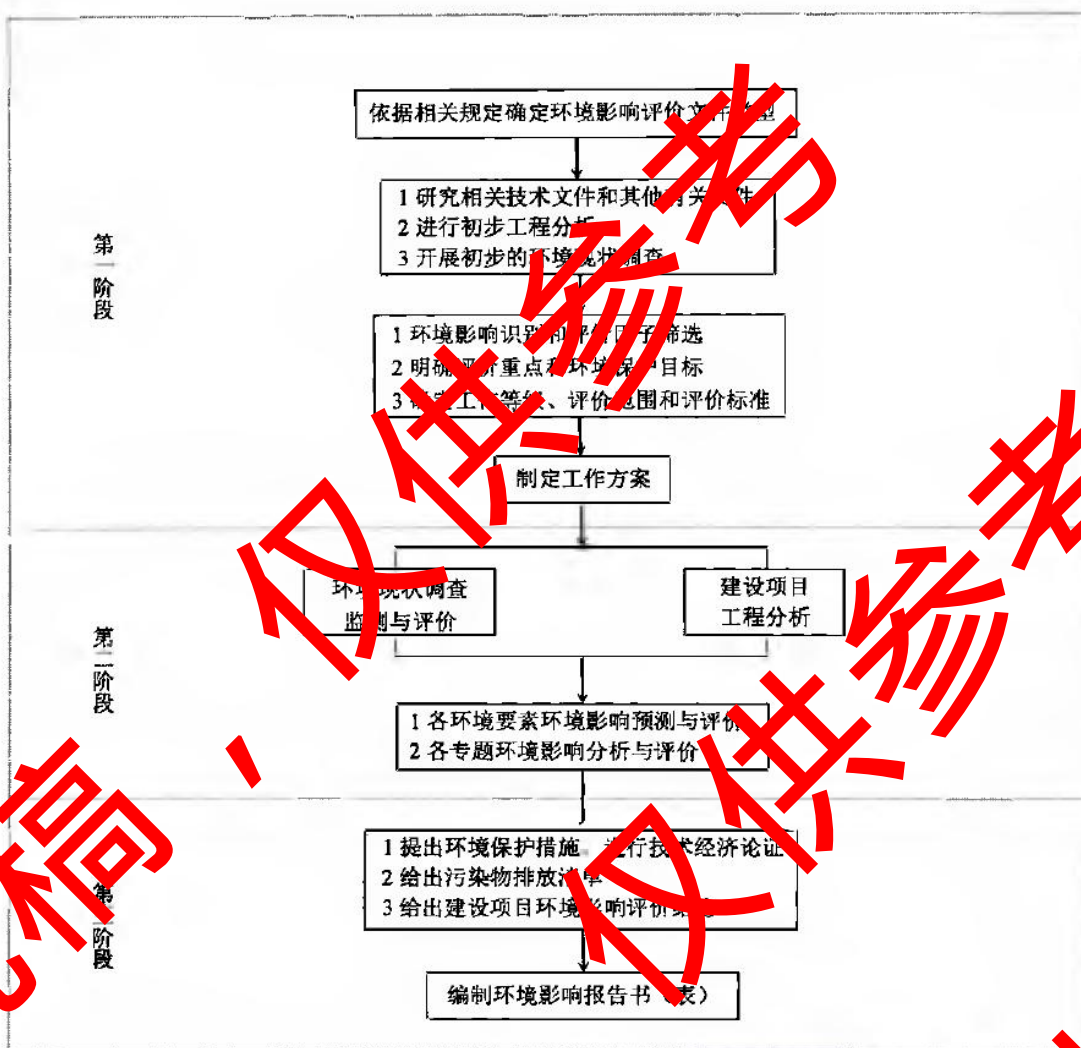 依据相关规定确定环境影响评价文件类型
1 研究相关技术文件和其他有关文件
2 进行初步工程分析
3 开展初步的环境现状调查
第一阶段
1 环境影响识别和评价因子筛选
2 明确评价重点和环境保护目标
3 确定工作等级、评价范围和评价标准
制定工作方案
环境现状调查
监测与评价
建设项目
工程分析
第二阶段
1 各环境要素环境影响预测与评价
2 各专题环境影响分析与评价
1 提出环境保护措施，进行技术经济论证
2 给出污染物排放清单
3 给出建设项目环境影响评价结论
第三阶段
编制环境影响报告书（表）
稿，仅供参考
仅供参考